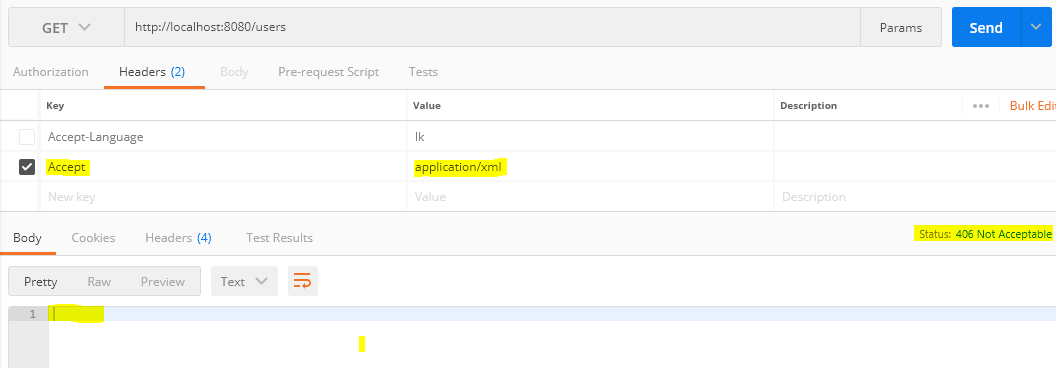 GET http://localhost:8080/users Params Send
Authorization Headers (2) Body Pre-request Script Tests
Key Value Description Bulk Edi
Accept-Language lk
Accept application/xml
New key Value Description
Body Cookies Headers (4) Test Results Status: 406 Not Acceptable
Pretty Raw Preview Text
1